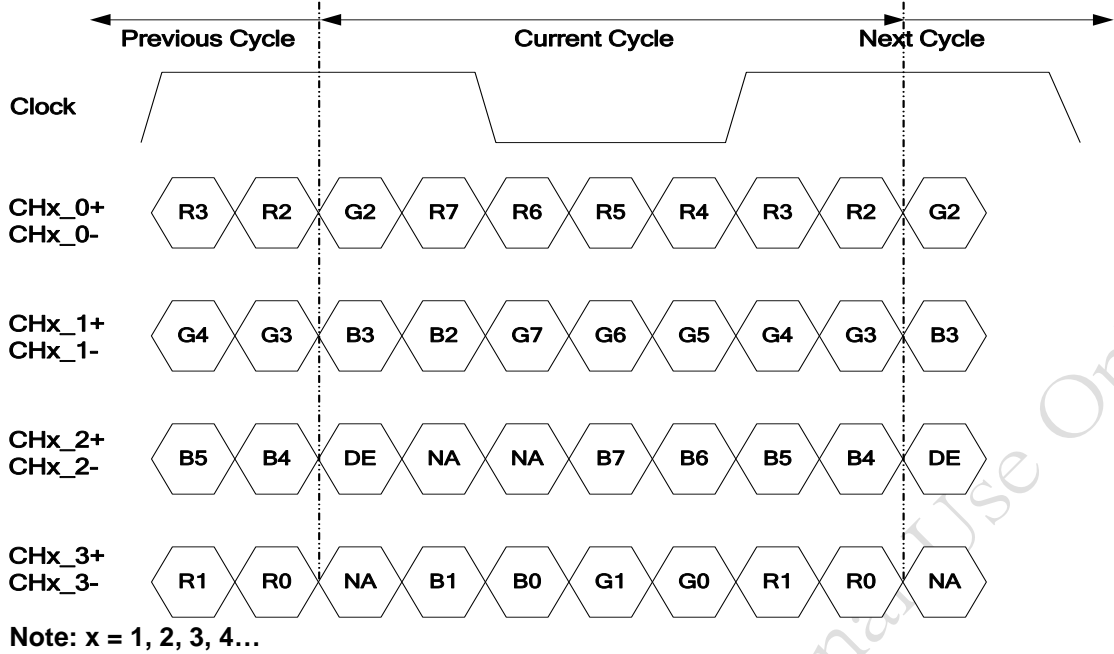 Previous Cycle Current Cycle Next Cycle
Clock
CHx_0+
CHx_0-
R3 R2 G2 R7 R6 R5 R4 R3 R2 G2
CHx_1+
CHx_1-
G4 G3 B3 B2 G7 G6 G5 G4 G3 B3
CHx_2+
CHx_2-
B5 B4 DE NA NA B7 B6 B5 B4 DE
CHx_3+
CHx_3-
R1 R0 NA B1 B0 G1 G0 R1 R0 NA
Note: x = 1, 2, 3, 4…
Use